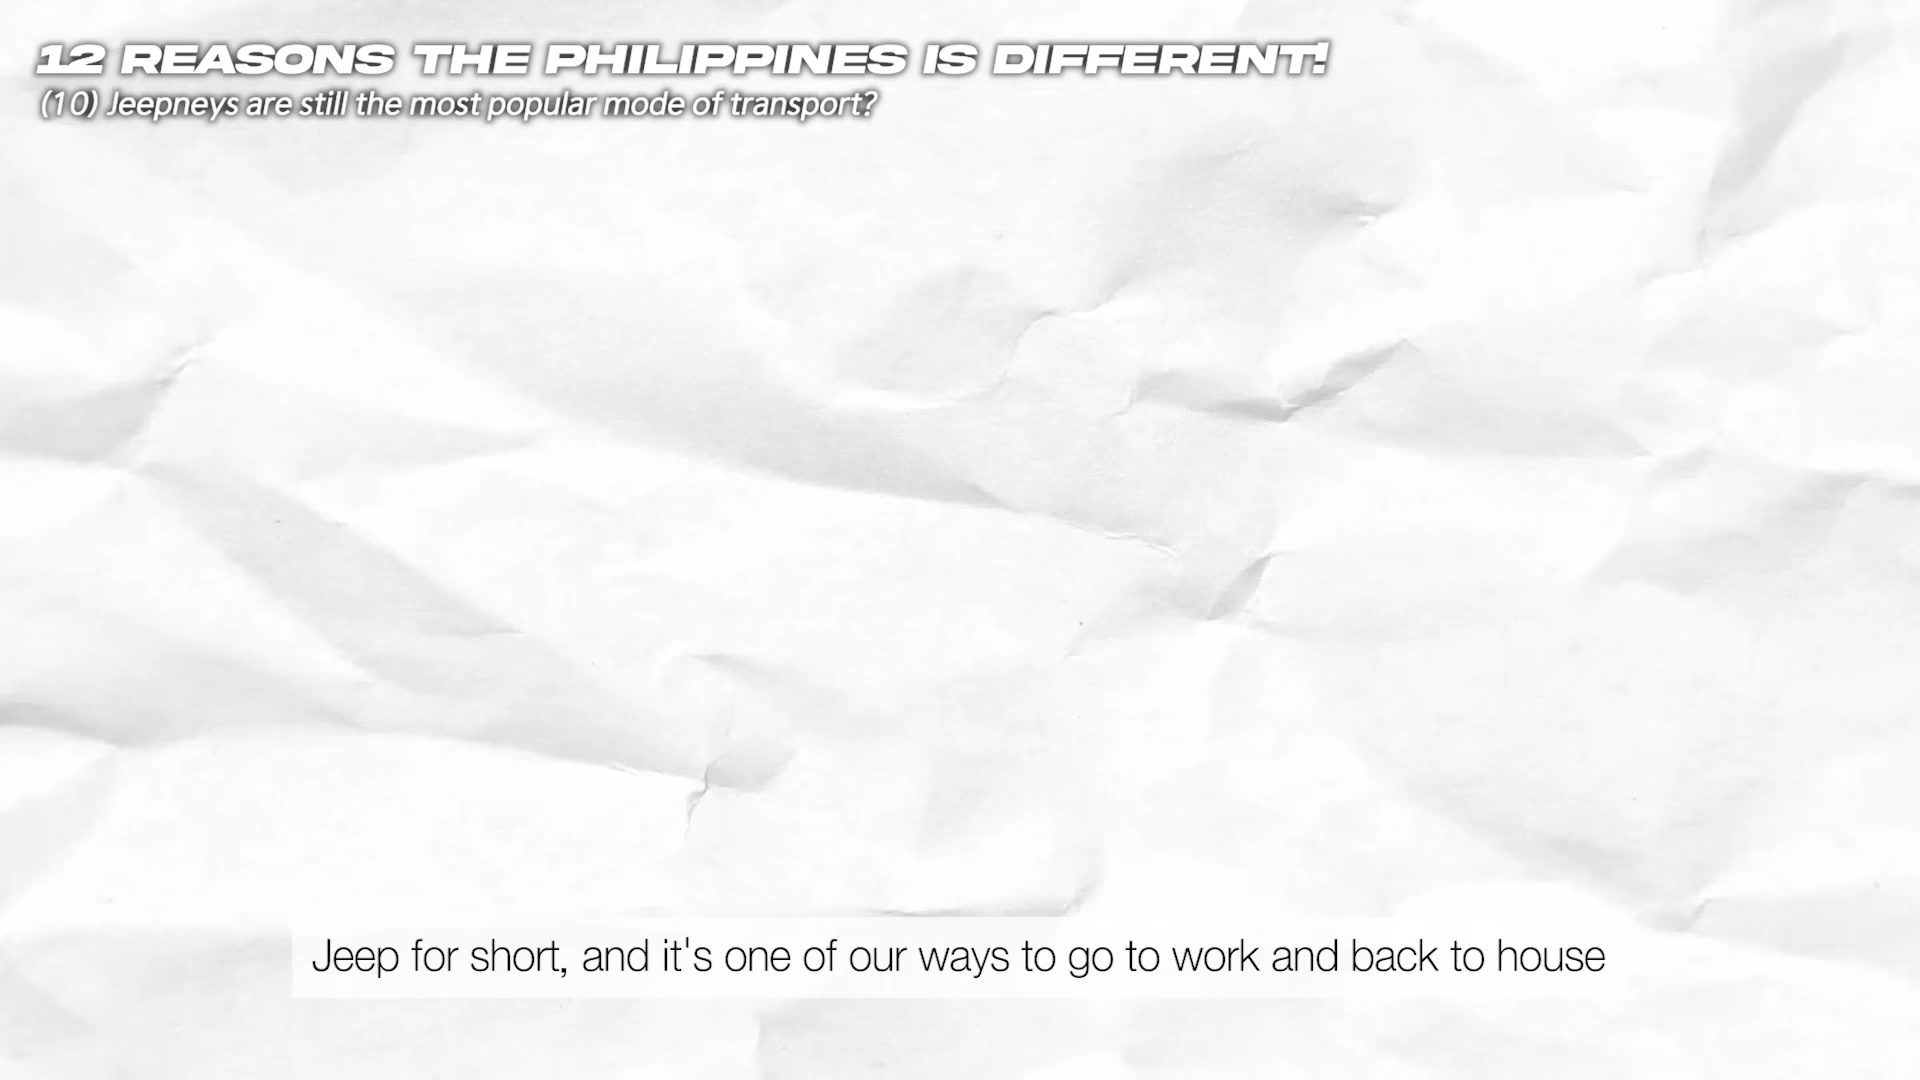 12 REASONS THE PHILIPPINES IS DIFFERENT!
(10) Jeepneys are still the most popular mode of transport?
Jeep for short, and it's one of our ways to go to work and back to house